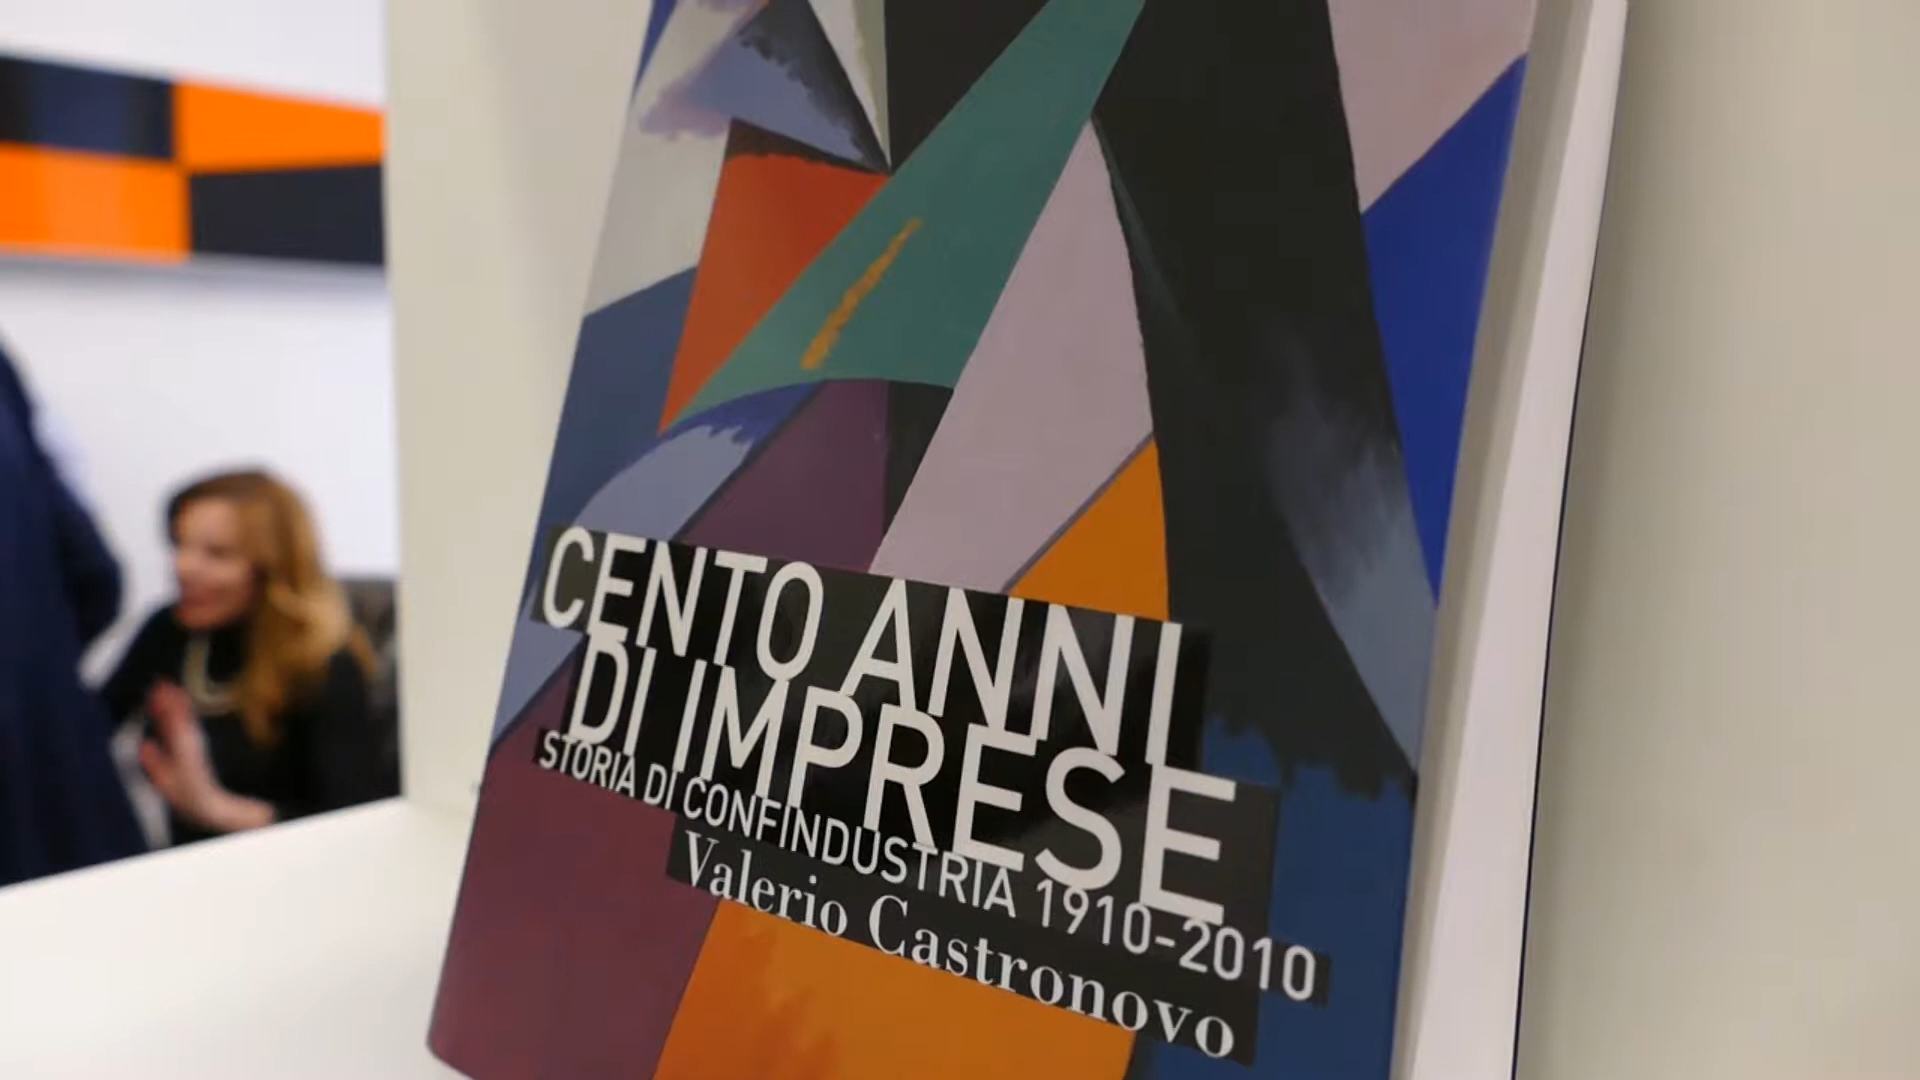 CENTO ANNI
DI IMPRESE
STORIA DI CONFINDUSTRIA 1910-2010
Valerio Castronovo